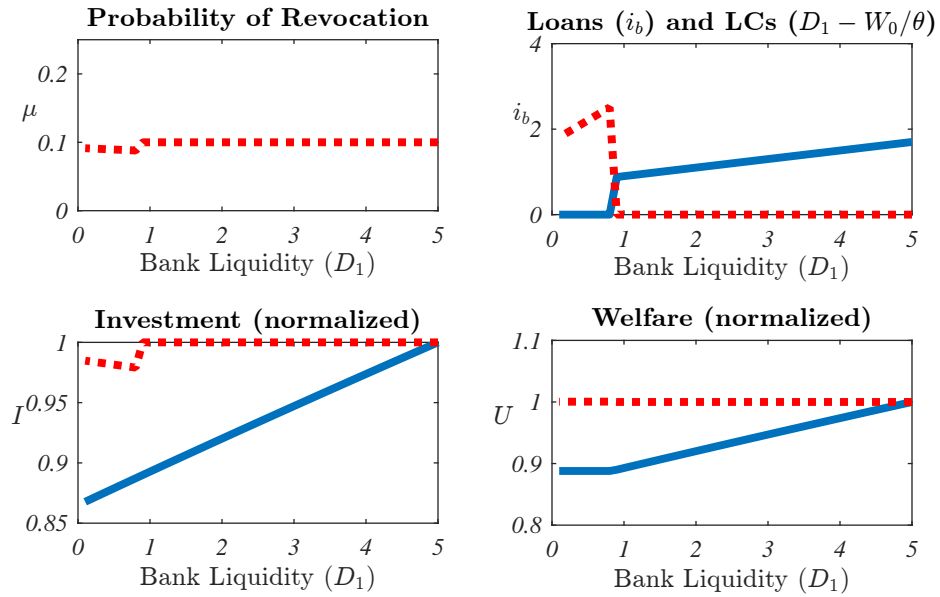 Probability of Revocation
0.2
μ
0.1
0
0 1 2 3 4 5
Bank Liquidity (D₁)
Loans (i_b) and LCs (D₁ − W₀/θ)
4
i_b
2
0
0 1 2 3 4 5
Bank Liquidity (D₁)
Investment (normalized)
1
0.95
I
0.9
0.85
0 1 2 3 4 5
Bank Liquidity (D₁)
Welfare (normalized)
1.1
1
U
0.9
0.8
0 1 2 3 4 5
Bank Liquidity (D₁)